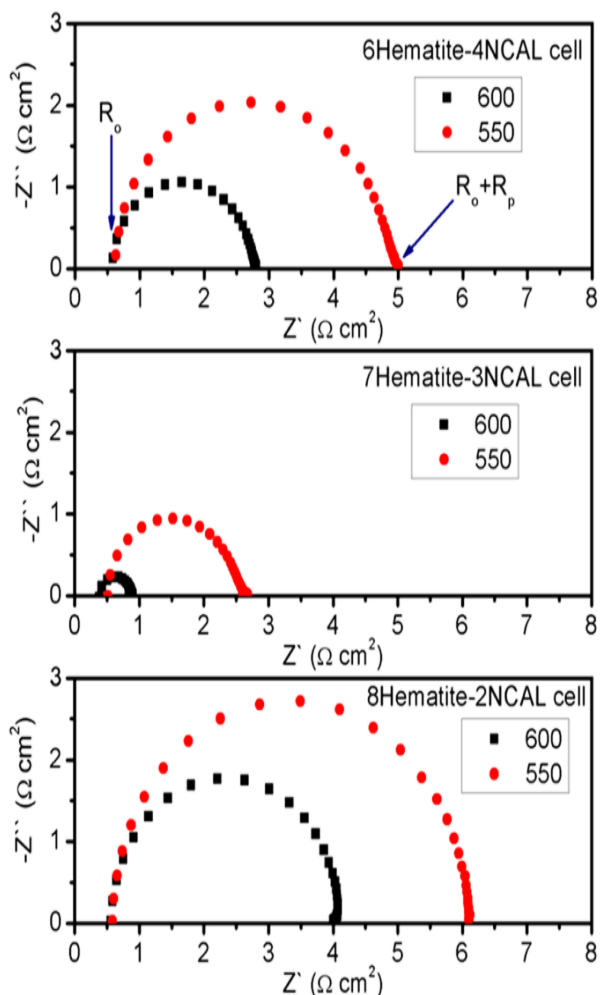 6Hematite-4NCAL cell
600
550
R₀
R₀+Rₚ
-Z`` (Ω cm²)
3
2
1
0
0 1 2 3 4 5 6 7 8
Z` (Ω cm²)
7Hematite-3NCAL cell
600
550
-Z`` (Ω cm²)
3
2
1
0
0 1 2 3 4 5 6 7 8
Z` (Ω cm²)
8Hematite-2NCAL cell
600
550
-Z`` (Ω cm²)
3
2
1
0
0 1 2 3 4 5 6 7 8
Z` (Ω cm²)